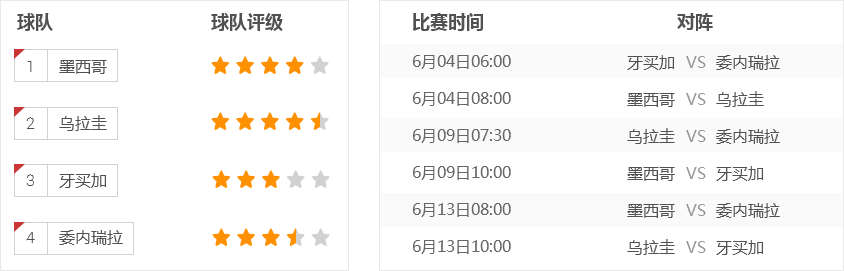 球队 球队评级
1 墨西哥
2 乌拉圭
3 牙买加
4 委内瑞拉
比赛时间 对阵
6月04日06:00 牙买加 VS 委内瑞拉
6月04日08:00 墨西哥 VS 乌拉圭
6月09日07:30 乌拉圭 VS 委内瑞拉
6月09日10:00 墨西哥 VS 牙买加
6月13日08:00 墨西哥 VS 委内瑞拉
6月13日10:00 乌拉圭 VS 牙买加